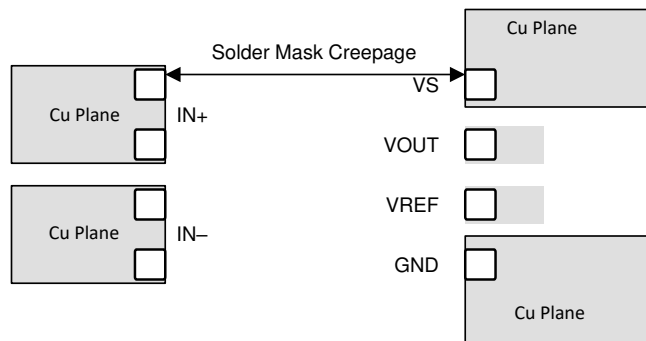 Cu Plane
Solder Mask Creepage
VS
Cu Plane
IN+
VOUT
VREF
Cu Plane
IN–
GND
Cu Plane